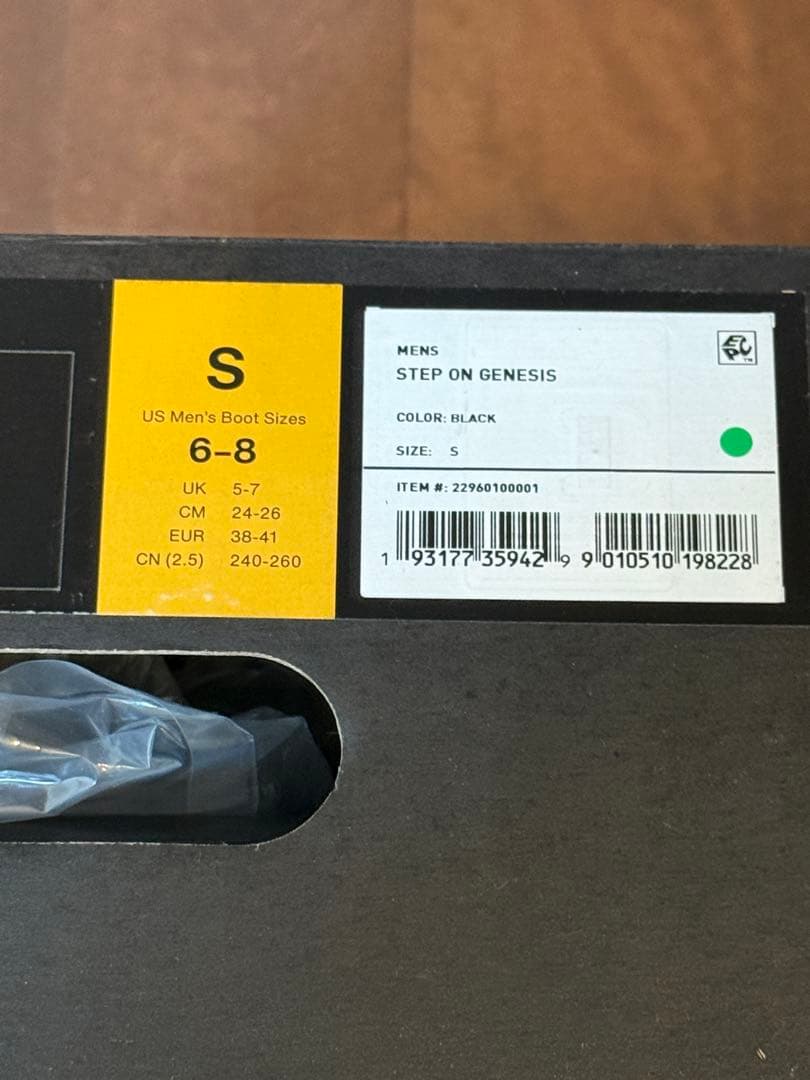 S
US Men's Boot Sizes
6–8
UK 5-7
CM 24-26
EUR 38-41
CN (2.5) 240-260
MENS
STEP ON GENESIS
COLOR: BLACK
SIZE: S
ITEM #: 22960100001
1 93177 35942 9 9 010510 198228
EPC™